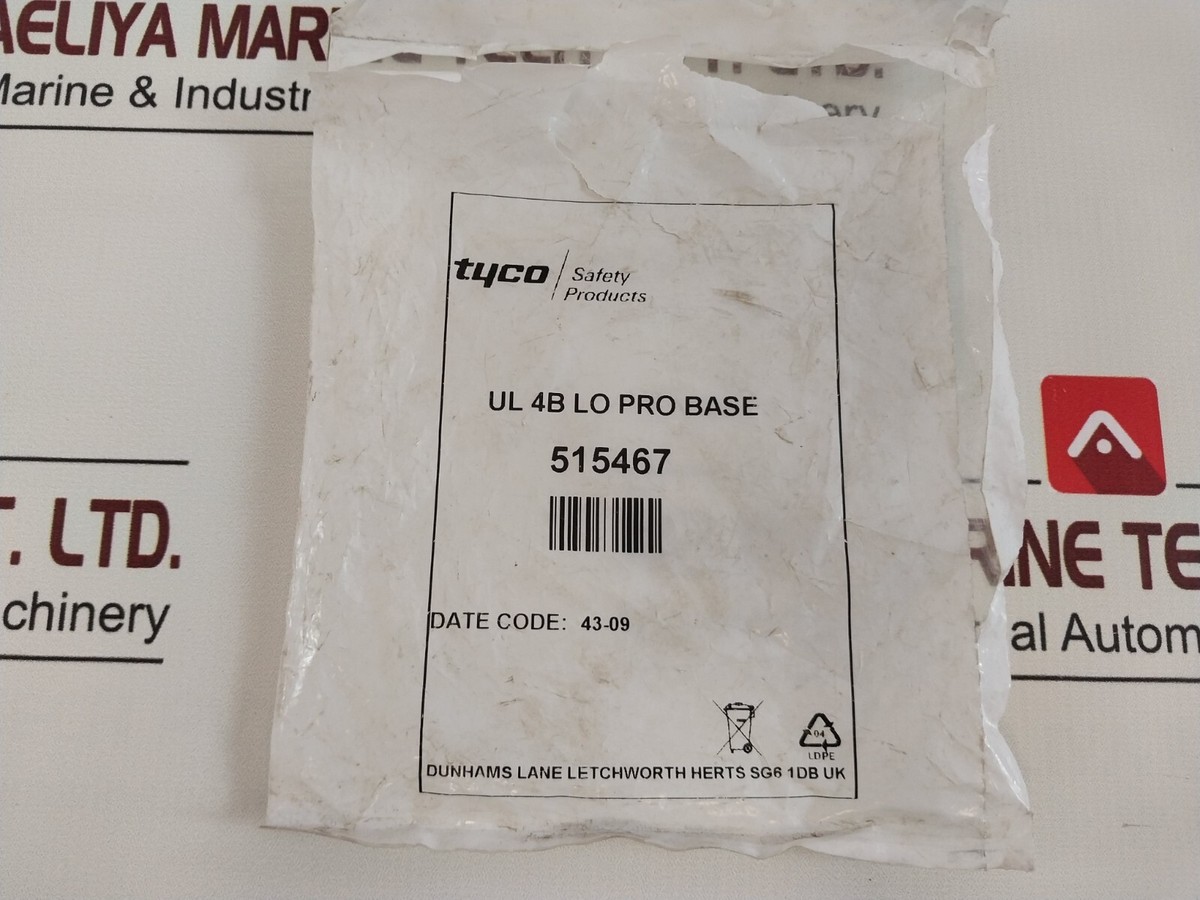 AELIYA MAR
Marine & Industr
tyco Safety
Products
UL 4B LO PRO BASE
515467
DATE CODE: 43-09
04
LDPE
DUNHAMS LANE LETCHWORTH HERTS SG6 1DB UK
T. LTD.
chinery
INE TE
al Autom